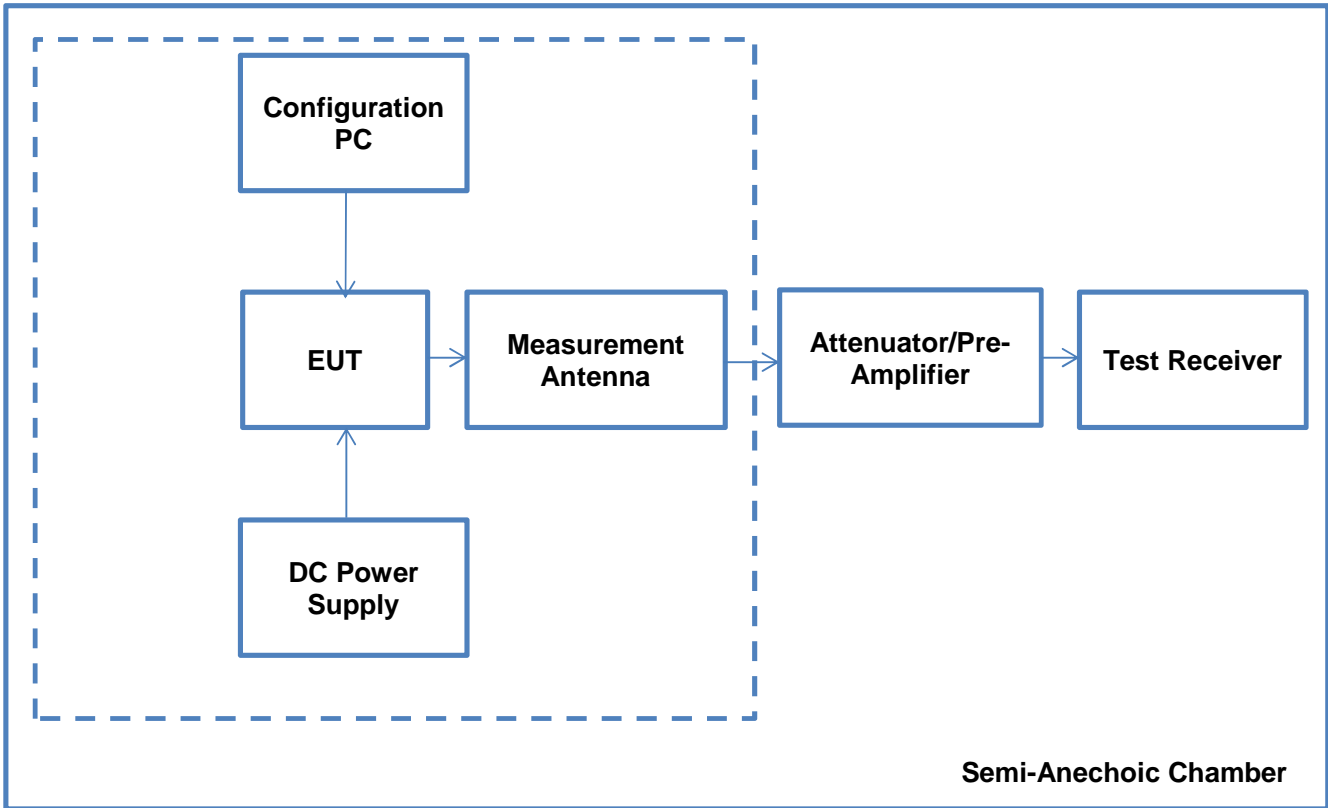 Configuration
PC
EUT
Measurement
Antenna
Attenuator/Pre-
Amplifier
Test Receiver
DC Power
Supply
Semi-Anechoic Chamber